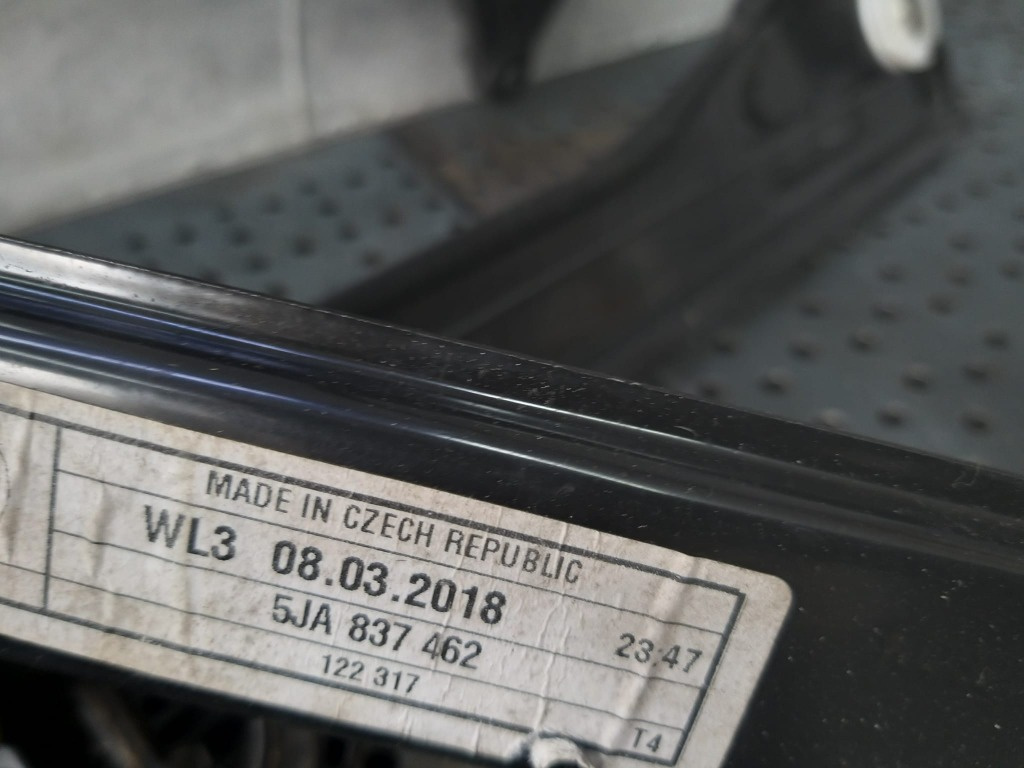 MADE IN CZECH REPUBLIC
WL3 08.03.2018
5JA 837 462 23:47
122 317
T4